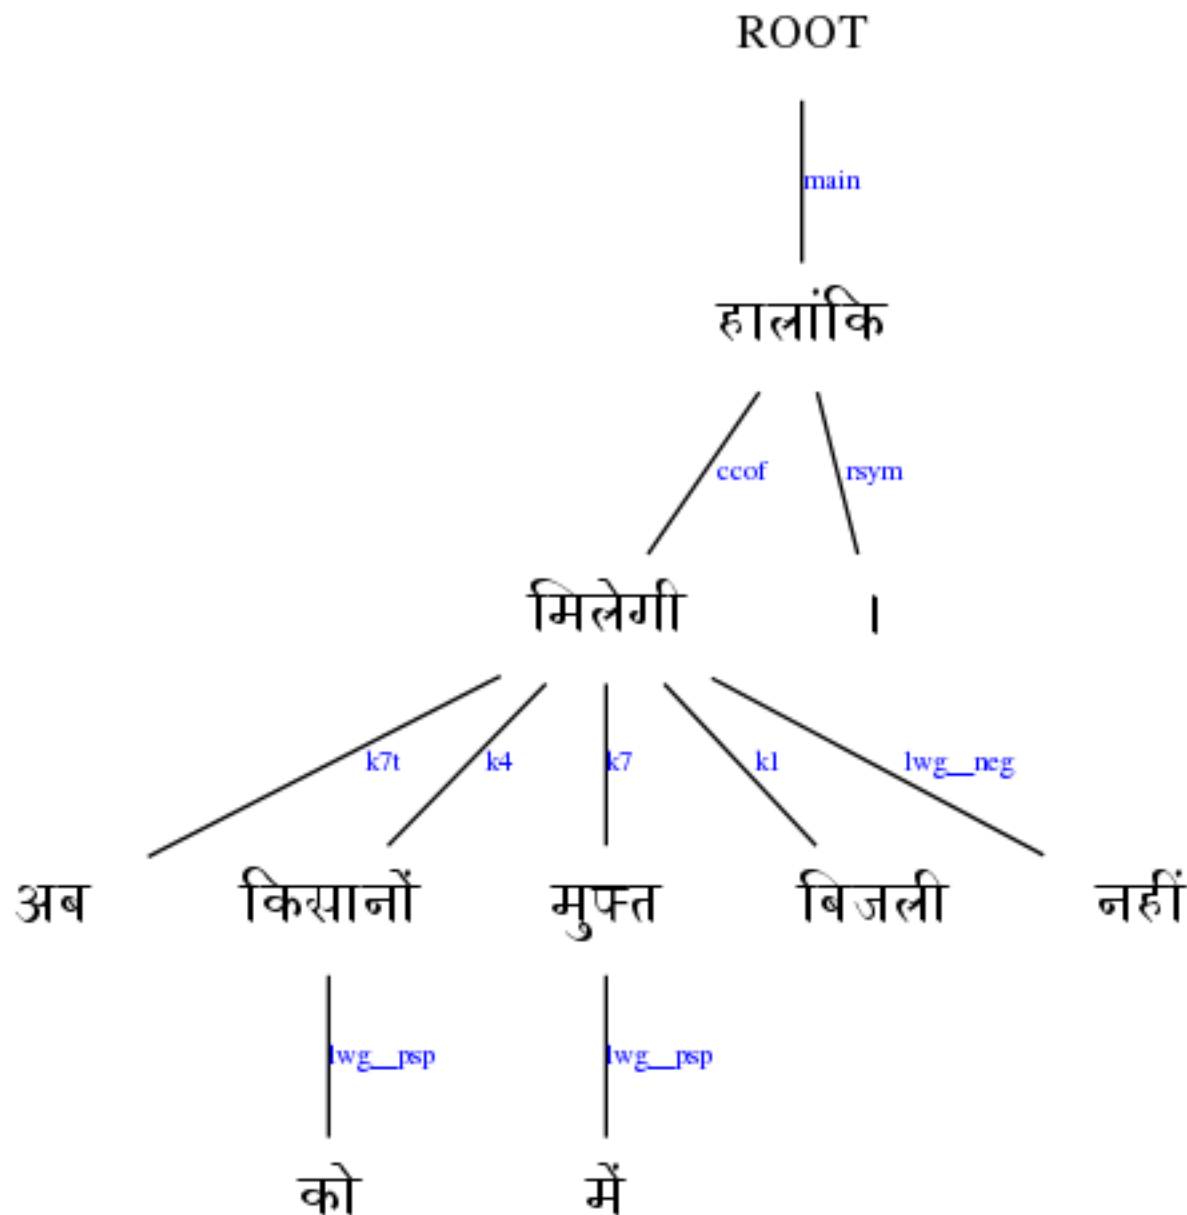 ROOT
main
हालांकि
ccof rsym
मिलेगी ।
k7t k4 k7 k1 lwg__neg
अब किसानों मुफ्त बिजली नहीं
lwg__psp lwg__psp
को में